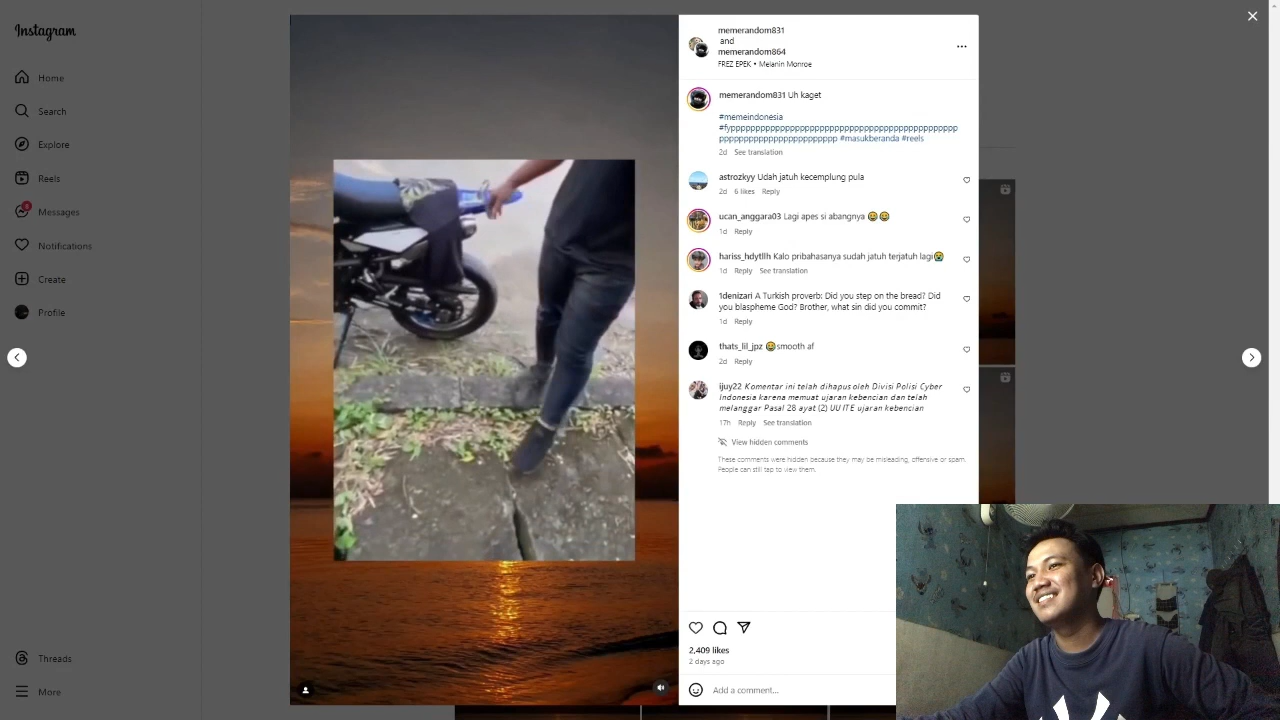 Instagram
Home
Search
Explore
Reels
Messages
Notifications
Create
Profile
Threads
More
memerandom831
and
memerandom864
FREZ EPEK • Melanin Monroe
memerandom831 Uh kaget
#memeindonesia
#masukberanda #reels
2d See translation
astrozkyy Udah jatuh kecemplung pula
2d 6 likes Reply
ucan_anggara03 Lagi apes si abangnya 😄😄
1d Reply
hariss_hdytllh Kalo pribahasanya sudah jatuh terjatuh lagi😭
1d Reply See translation
1denizari A Turkish proverb: Did you step on the bread? Did
you blaspheme God? Brother, what sin did you commit?
1d Reply
thats_lil_jpz 😄smooth af
2d Reply
ijuy22 Komentar ini telah dihapus oleh Divisi Polisi Cyber
Indonesia karena memuat ujaran kebencian dan telah
melanggar Pasal 28 ayat (2) UU ITE ujaran kebencian
17h Reply See translation
View hidden comments
These comments were hidden because they may be misleading, offensive or spam.
People can still tap to view them.
2,409 likes
2 days ago
Add a comment...